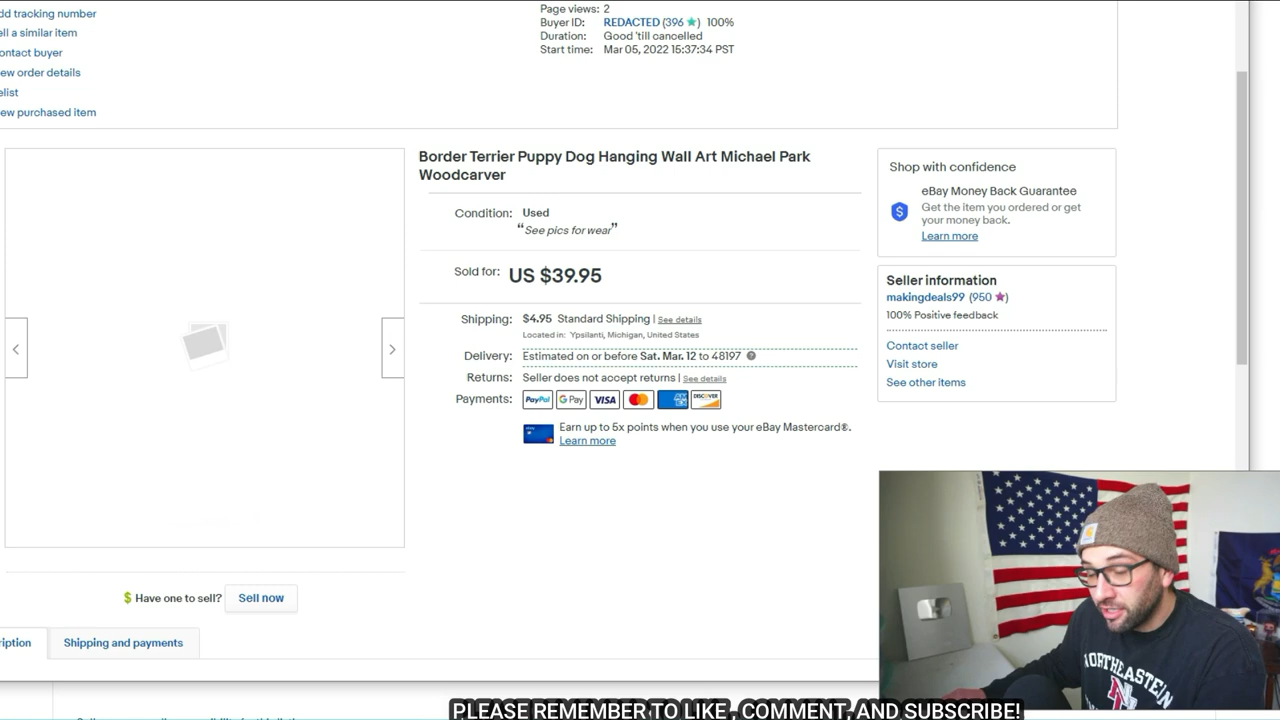 dd tracking number
ell a similar item
ontact buyer
ew order details
elist
ew purchased item
Page views: 2
Buyer ID: REDACTED (396 ★) 100%
Duration: Good 'till cancelled
Start time: Mar 05, 2022 15:37:34 PST
Border Terrier Puppy Dog Hanging Wall Art Michael Park
Woodcarver
Condition: Used
“See pics for wear”
Sold for: US $39.95
Shipping: $4.95 Standard Shipping | See details
Located in: Ypsilanti, Michigan, United States
Delivery: Estimated on or before Sat. Mar. 12 to 48197
Returns: Seller does not accept returns | See details
Payments: PayPal G Pay VISA DISCOVER
Earn up to 5x points when you use your eBay Mastercard®.
Learn more
Shop with confidence
eBay Money Back Guarantee
Get the item you ordered or get
your money back.
Learn more
Seller information
makingdeals99 (950 ★)
100% Positive feedback
Contact seller
Visit store
See other items
$ Have one to sell? Sell now
ription
Shipping and payments
NORTHEASTERN
N
PLEASE REMEMBER TO LIKE, COMMENT, AND SUBSCRIBE!